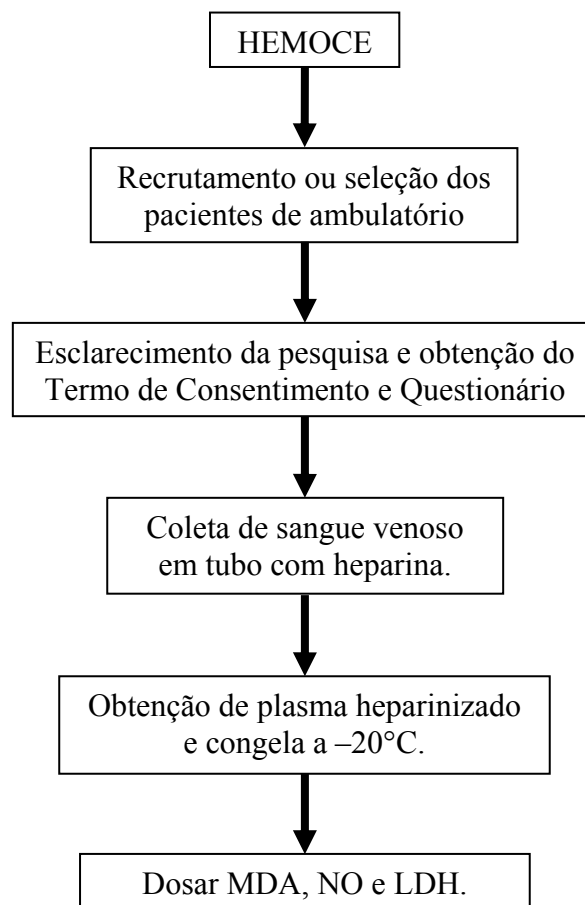 HEMOCE
Recrutamento ou seleção dos
pacientes de ambulatório
Esclarecimento da pesquisa e obtenção do
Termo de Consentimento e Questionário
Coleta de sangue venoso
em tubo com heparina.
Obtenção de plasma heparinizado
e congela a –20°C.
Dosar MDA, NO e LDH.